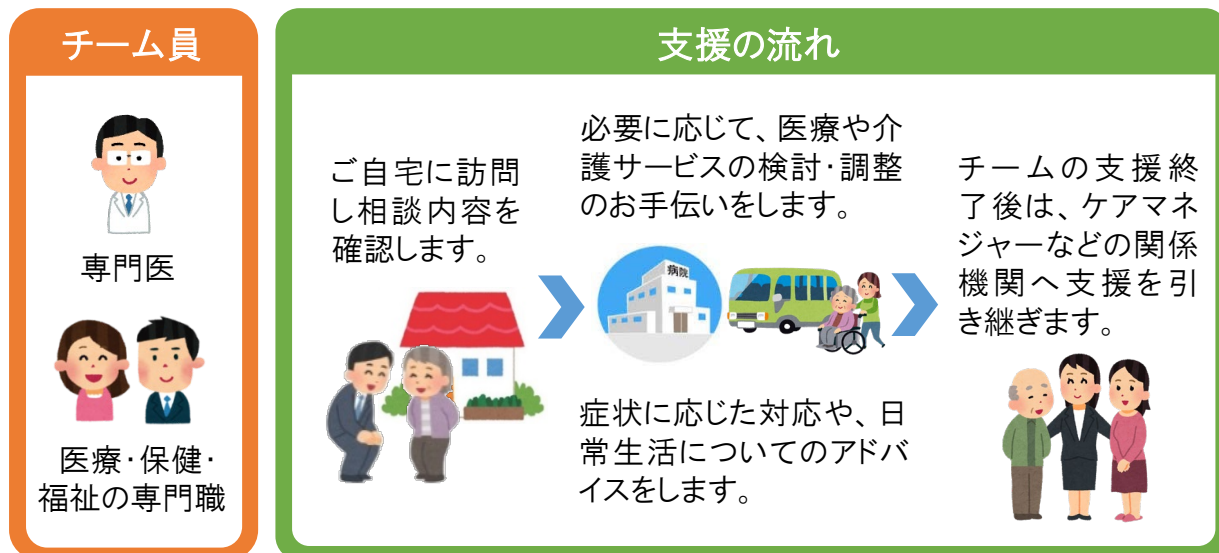 チーム員
専門医
医療・保健・
福祉の専門職
支援の流れ
ご自宅に訪問
し相談内容を
確認します。
必要に応じて、医療や介
護サービスの検討・調整
のお手伝いをします。
病院
症状に応じた対応や、日
常生活についてのアドバ
イスをします。
チームの支援終
了後は、ケアマネ
ジャーなどの関係
機関へ支援を引
き継ぎます。